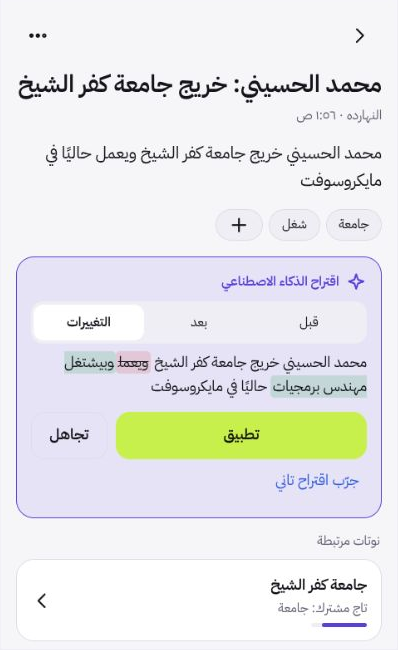 محمد الحسيني: خريج جامعة كفر الشيخ
النهارده · ١:٥٦ ص
محمد الحسيني خريج جامعة كفر الشيخ ويعمل حاليًا في
مايكروسوفت
جامعة
شغل
+
اقتراح الذكاء الاصطناعي
قبل
بعد
التغييرات
محمد الحسيني خريج جامعة كفر الشيخ ويعمل وبيشتغل
مهندس برمجيات حاليًا في مايكروسوفت
تطبيق
تجاهل
جرّب اقتراح تاني
نوتات مرتبطة
جامعة كفر الشيخ
تاج مشترك: جامعة